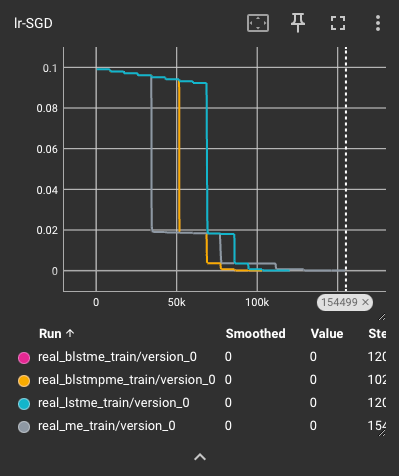 lr-SGD
0.1
0.08
0.06
0.04
0.02
0
0 50k 100k
154499 ✕
Run ↑ Smoothed Value Ste
real_blstme_train/version_0 0 0 120
real_blstmpme_train/version_0 0 0 102
real_lstme_train/version_0 0 0 120
real_me_train/version_0 0 0 154